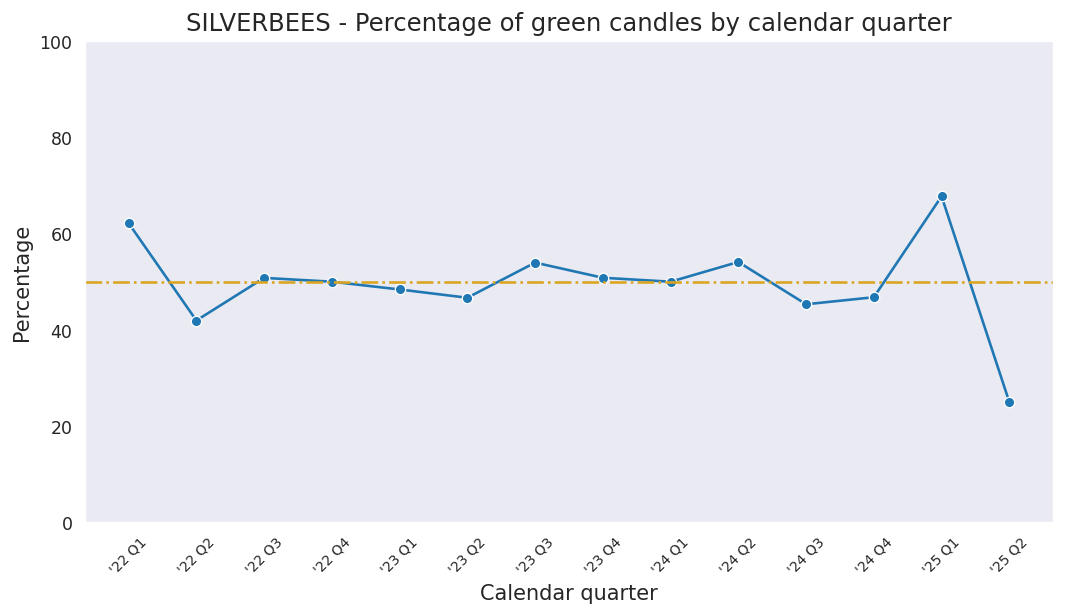 SILVERBEES - Percentage of green candles by calendar quarter
100
80
60
40
20
0
Percentage
'22 Q1
'22 Q2
'22 Q3
'22 Q4
'23 Q1
'23 Q2
'23 Q3
'23 Q4
'24 Q1
'24 Q2
'24 Q3
'24 Q4
'25 Q1
'25 Q2
Calendar quarter